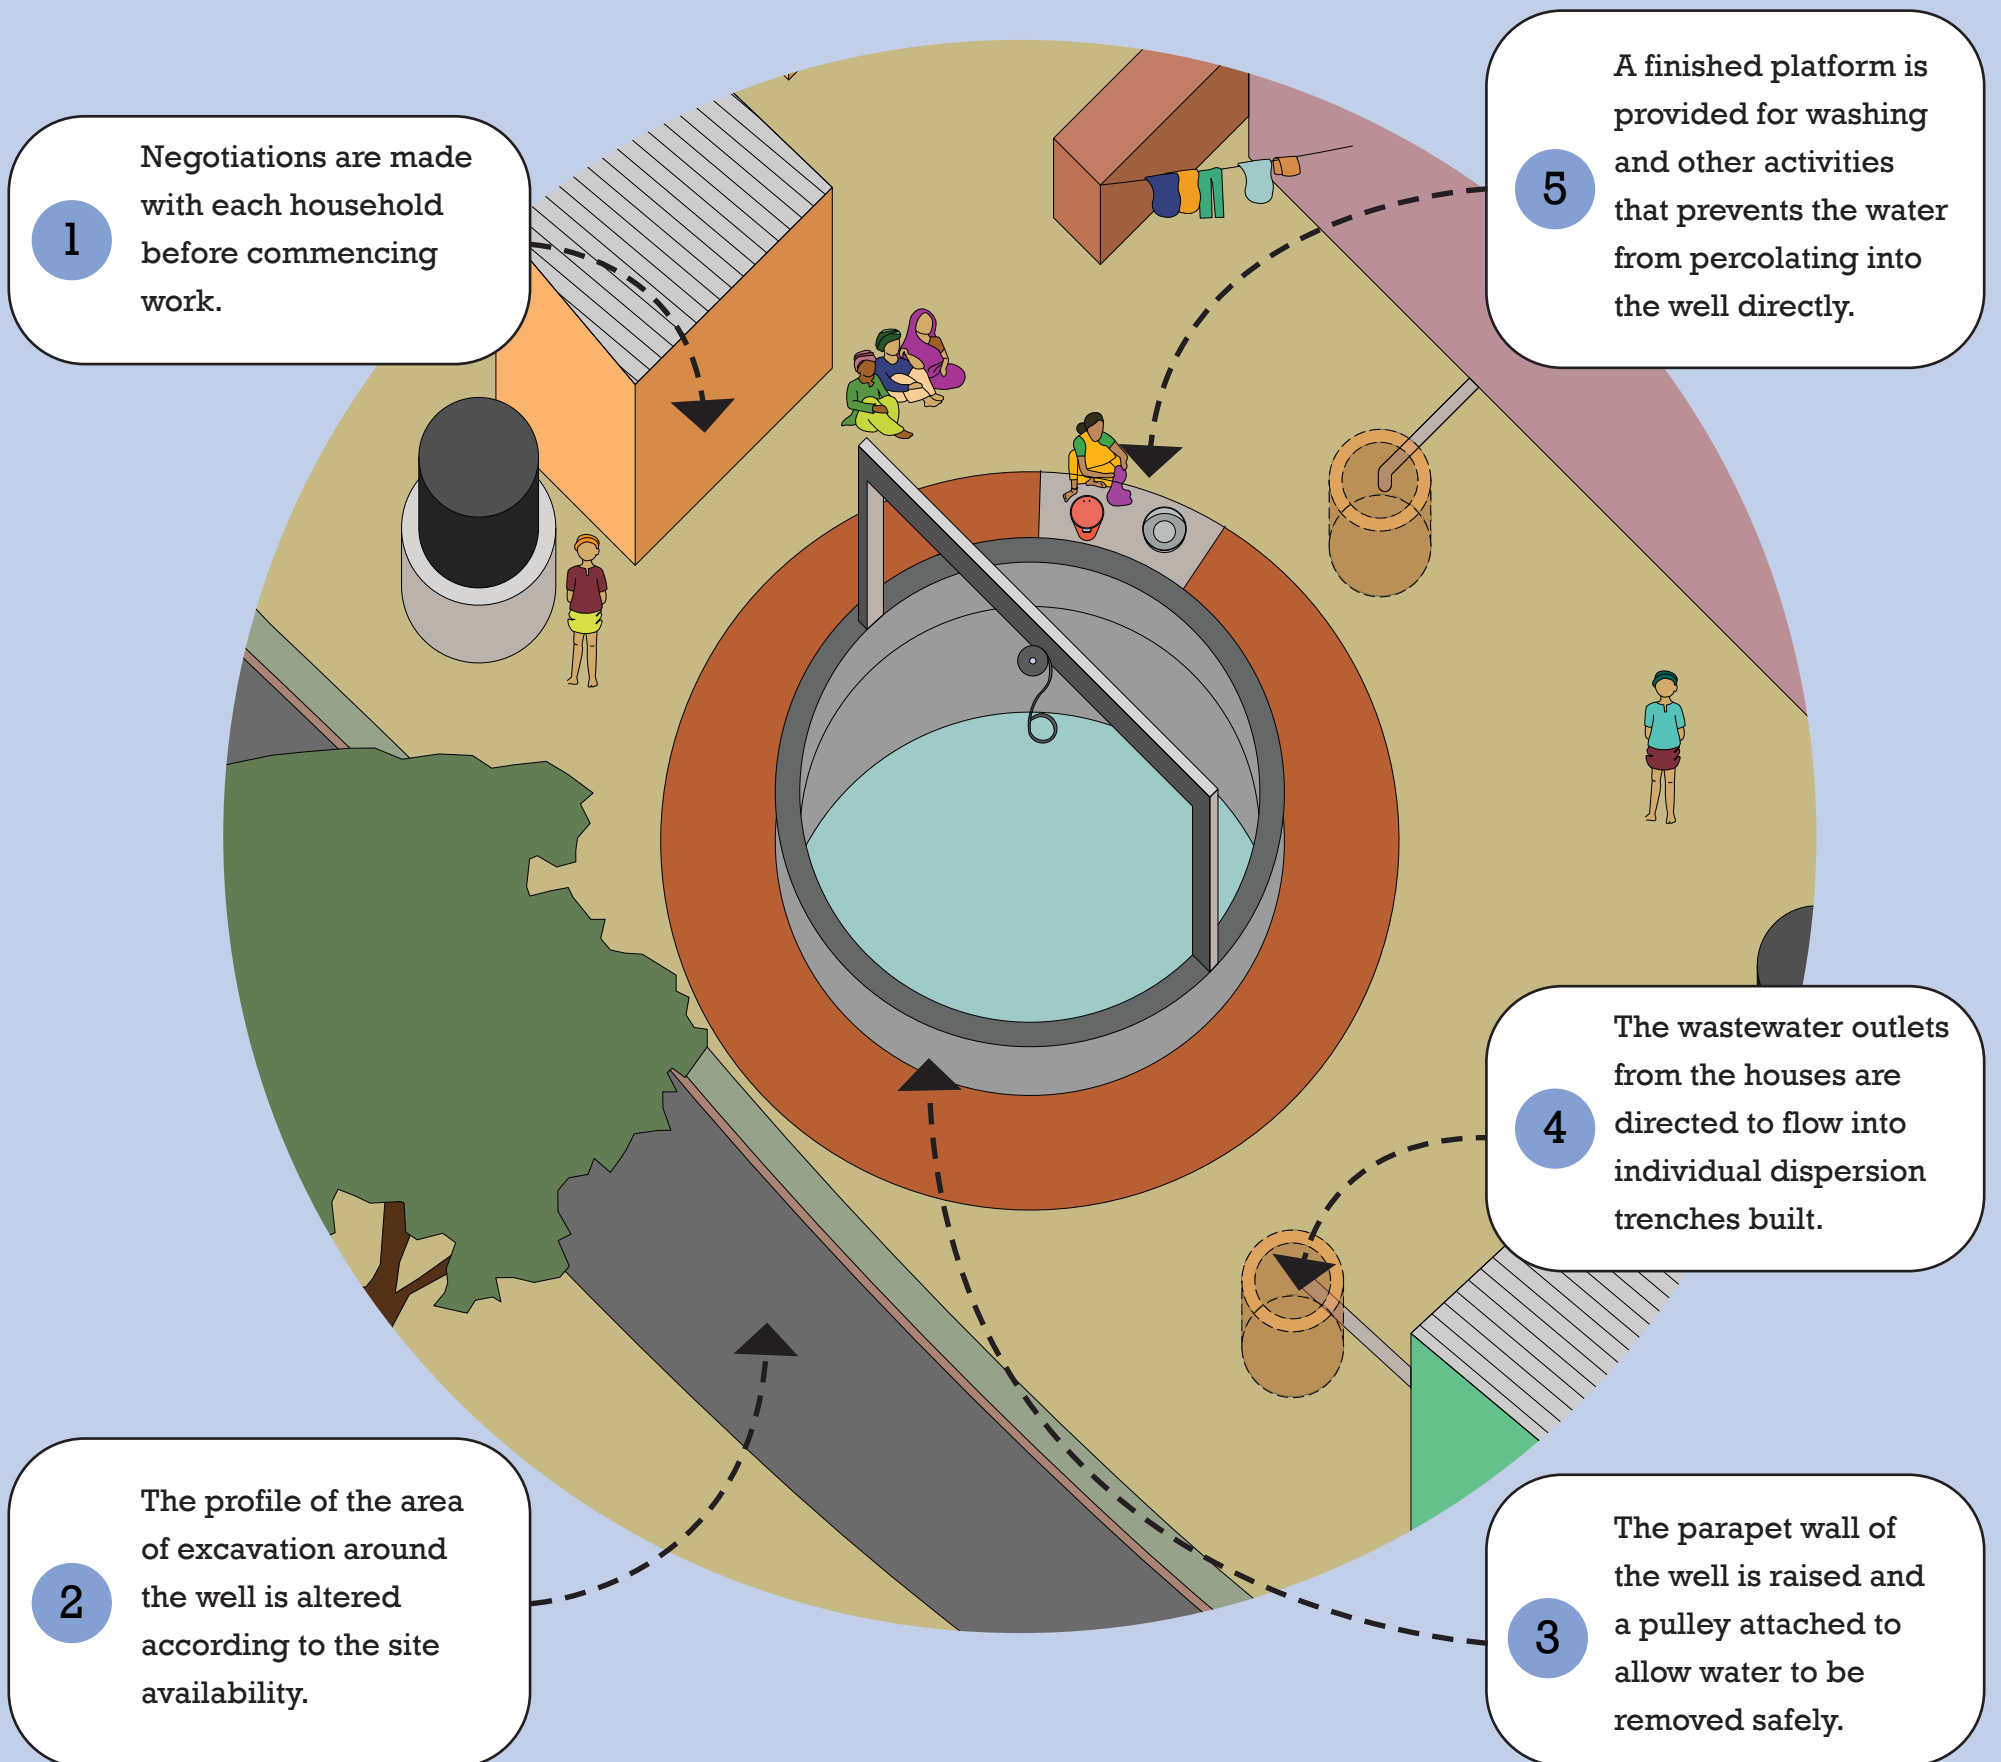 1
Negotiations are made
with each household
before commencing
work.
2
The profile of the area
of excavation around
the well is altered
according to the site
availability.
3
The parapet wall of
the well is raised and
a pulley attached to
allow water to be
removed safely.
4
The wastewater outlets
from the houses are
directed to flow into
individual dispersion
trenches built.
5
A finished platform is
provided for washing
and other activities
that prevents the water
from percolating into
the well directly.